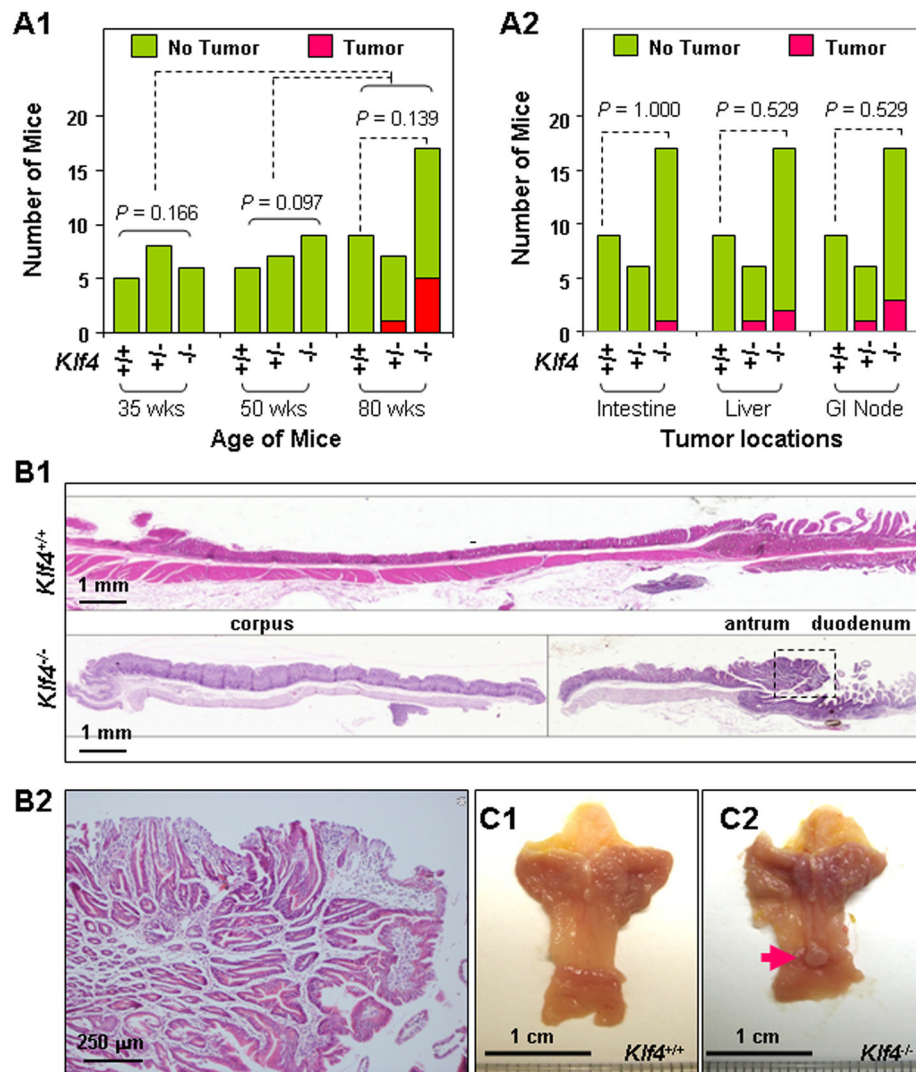 A1
No Tumor
Tumor
P = 0.139
P = 0.166
P = 0.097
Number of Mice
20
15
10
5
0
Klf4
+/+ +/- -/- +/+ +/- -/- +/+ +/- -/-
35 wks 50 wks 80 wks
Age of Mice
A2
No Tumor
Tumor
P = 1.000 P = 0.529 P = 0.529
Number of Mice
20
15
10
5
0
Klf4
+/+ +/- -/- +/+ +/- -/- +/+ +/- -/-
Intestine Liver GI Node
Tumor locations
B1
Klf4+/+
1 mm
corpus antrum duodenum
Klf4-/-
1 mm
B2
250 µm
C1
1 cm
Klf4+/+
C2
1 cm
Klf4-/-